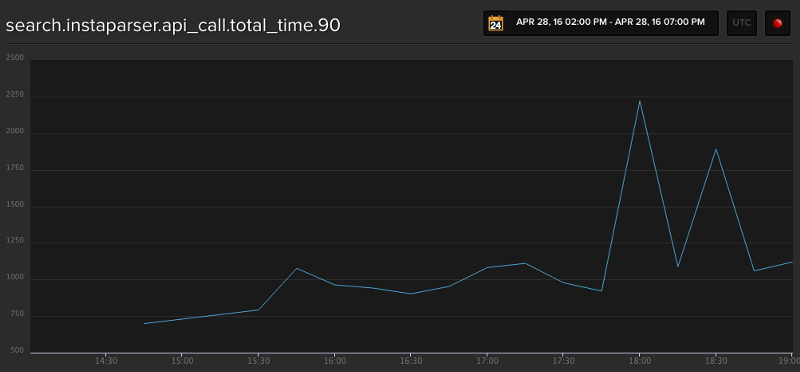 search.instaparser.api_call.total_time.90
24
APR 28, 16 02:00 PM - APR 28, 16 07:00 PM
UTC
2500
2250
2000
1750
1500
1250
1000
750
500
14:30 15:00 15:30 16:00 16:30 17:00 17:30 18:00 18:30 19:00